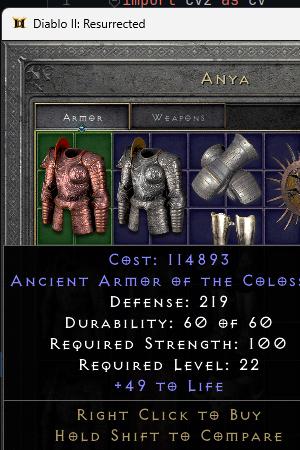 import cv2 as cv
Diablo II: Resurrected
Anya
Armor
Weapons
Cost: 114893
Ancient Armor of the Colos
Defense: 219
Durability: 60 of 60
Required Strength: 100
Required Level: 22
+49 to Life
Right Click to Buy
Hold Shift to Compare